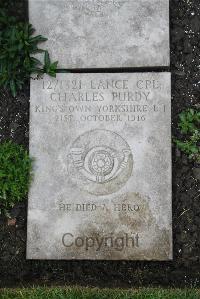 12/1321 LANCE CPL.
CHARLES PURDY
KING'S OWN YORKSHIRE L.I.
21ST OCTOBER 1916
HE DIED A HERO
Copyright